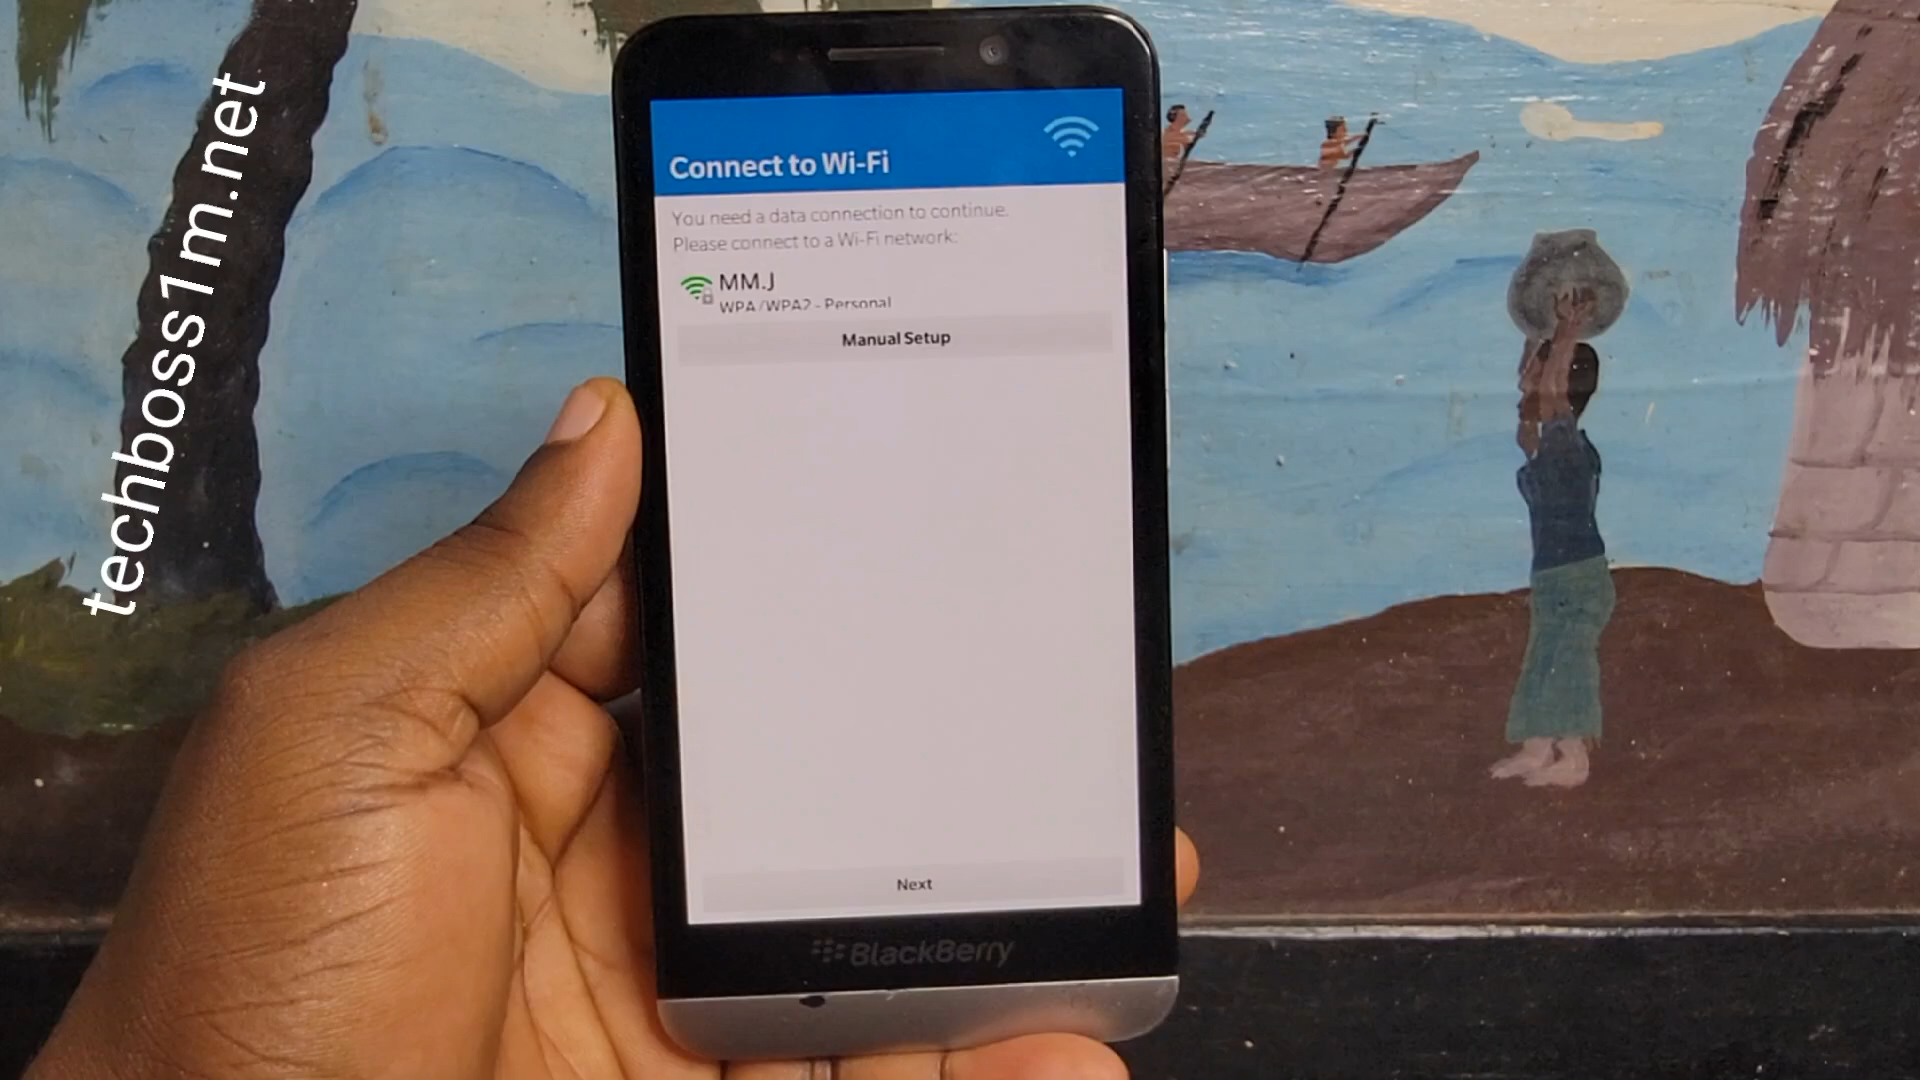 techboss1m.net
Connect to Wi-Fi
You need a data connection to continue.
Please connect to a Wi-Fi network:
MM.J
WPA/WPA2 - Personal
Manual Setup
Next
BlackBerry